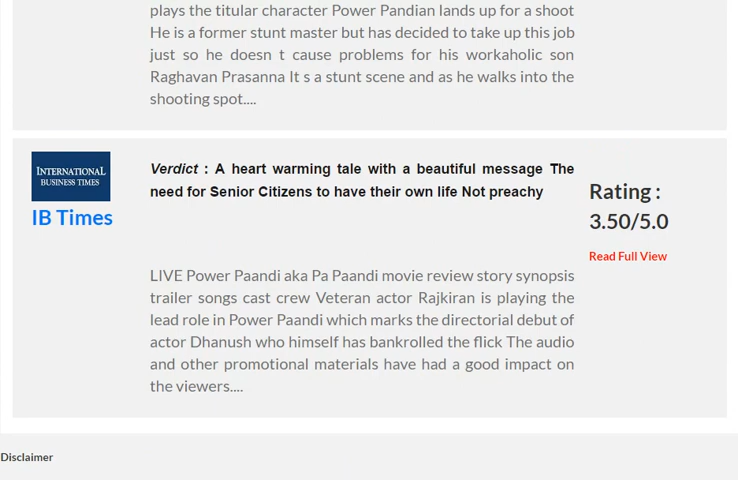 plays the titular character Power Pandian lands up for a shoot
He is a former stunt master but has decided to take up this job
just so he doesn t cause problems for his workaholic son
Raghavan Prasanna It s a stunt scene and as he walks into the
shooting spot....
INTERNATIONAL
BUSINESS TIMES
IB Times
Verdict : A heart warming tale with a beautiful message The
need for Senior Citizens to have their own life Not preachy
Rating :
3.50/5.0
Read Full View
LIVE Power Paandi aka Pa Paandi movie review story synopsis
trailer songs cast crew Veteran actor Rajkiran is playing the
lead role in Power Paandi which marks the directorial debut of
actor Dhanush who himself has bankrolled the flick The audio
and other promotional materials have had a good impact on
the viewers....
Disclaimer